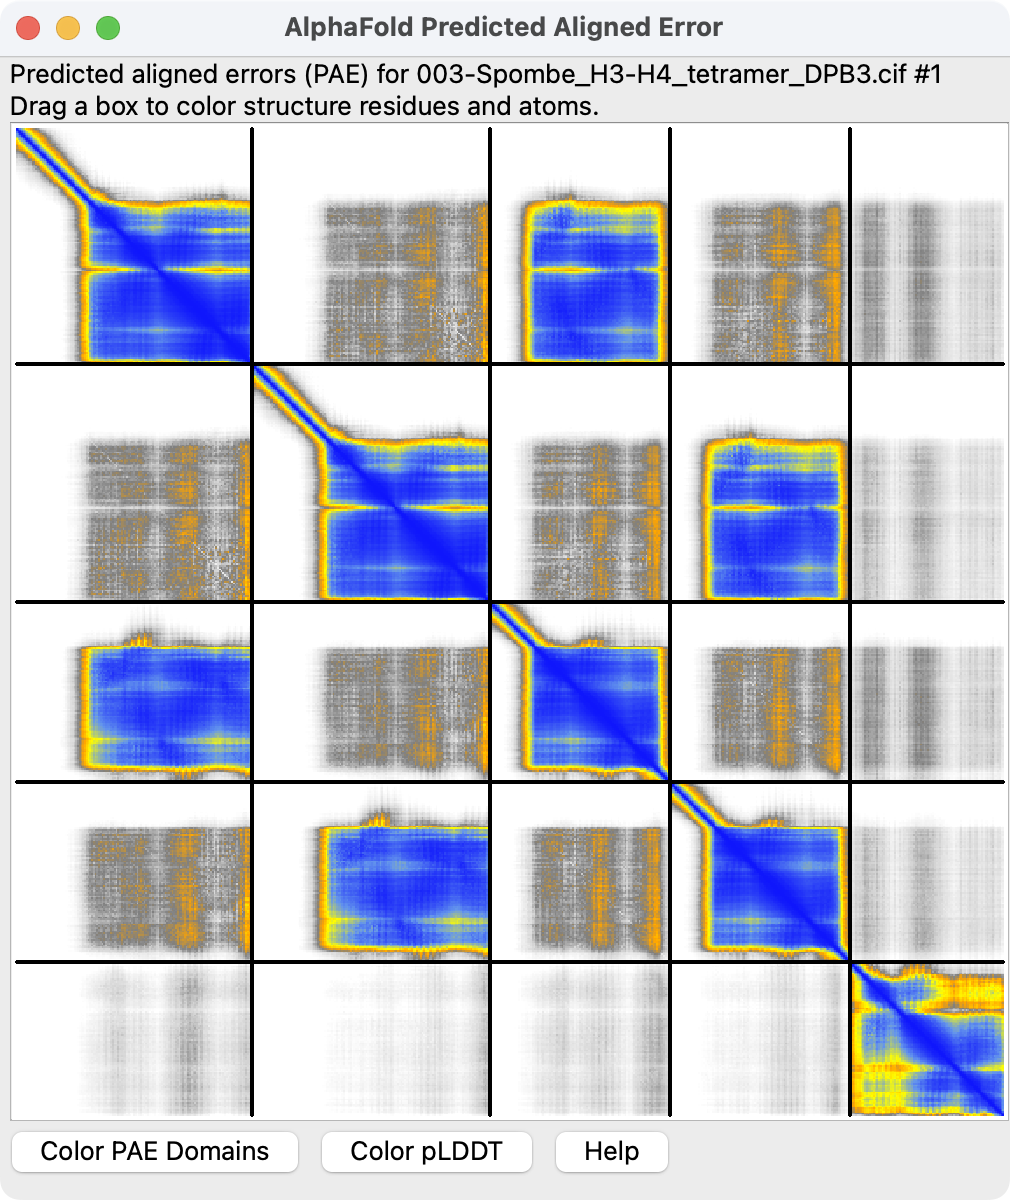 AlphaFold Predicted Aligned Error
Predicted aligned errors (PAE) for 003-Spombe_H3-H4_tetramer_DPB3.cif #1
Drag a box to color structure residues and atoms.
Color PAE Domains
Color pLDDT
Help